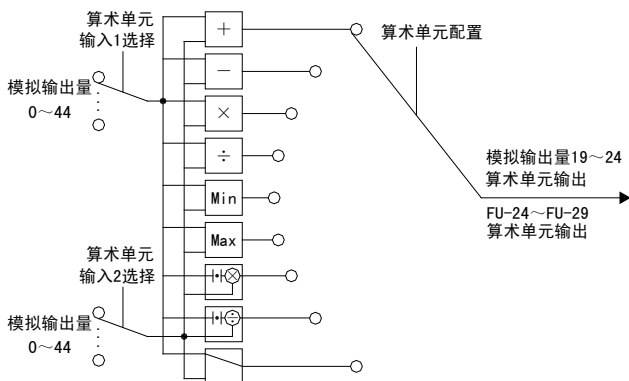 算术单元
输入1选择
模拟输出量
0～44
+
−
×
÷
Min
Max
|•|⊗
|•|÷
算术单元
输入2选择
模拟输出量
0～44
算术单元配置
模拟输出量19～24
算术单元输出
FU-24～FU-29
算术单元输出